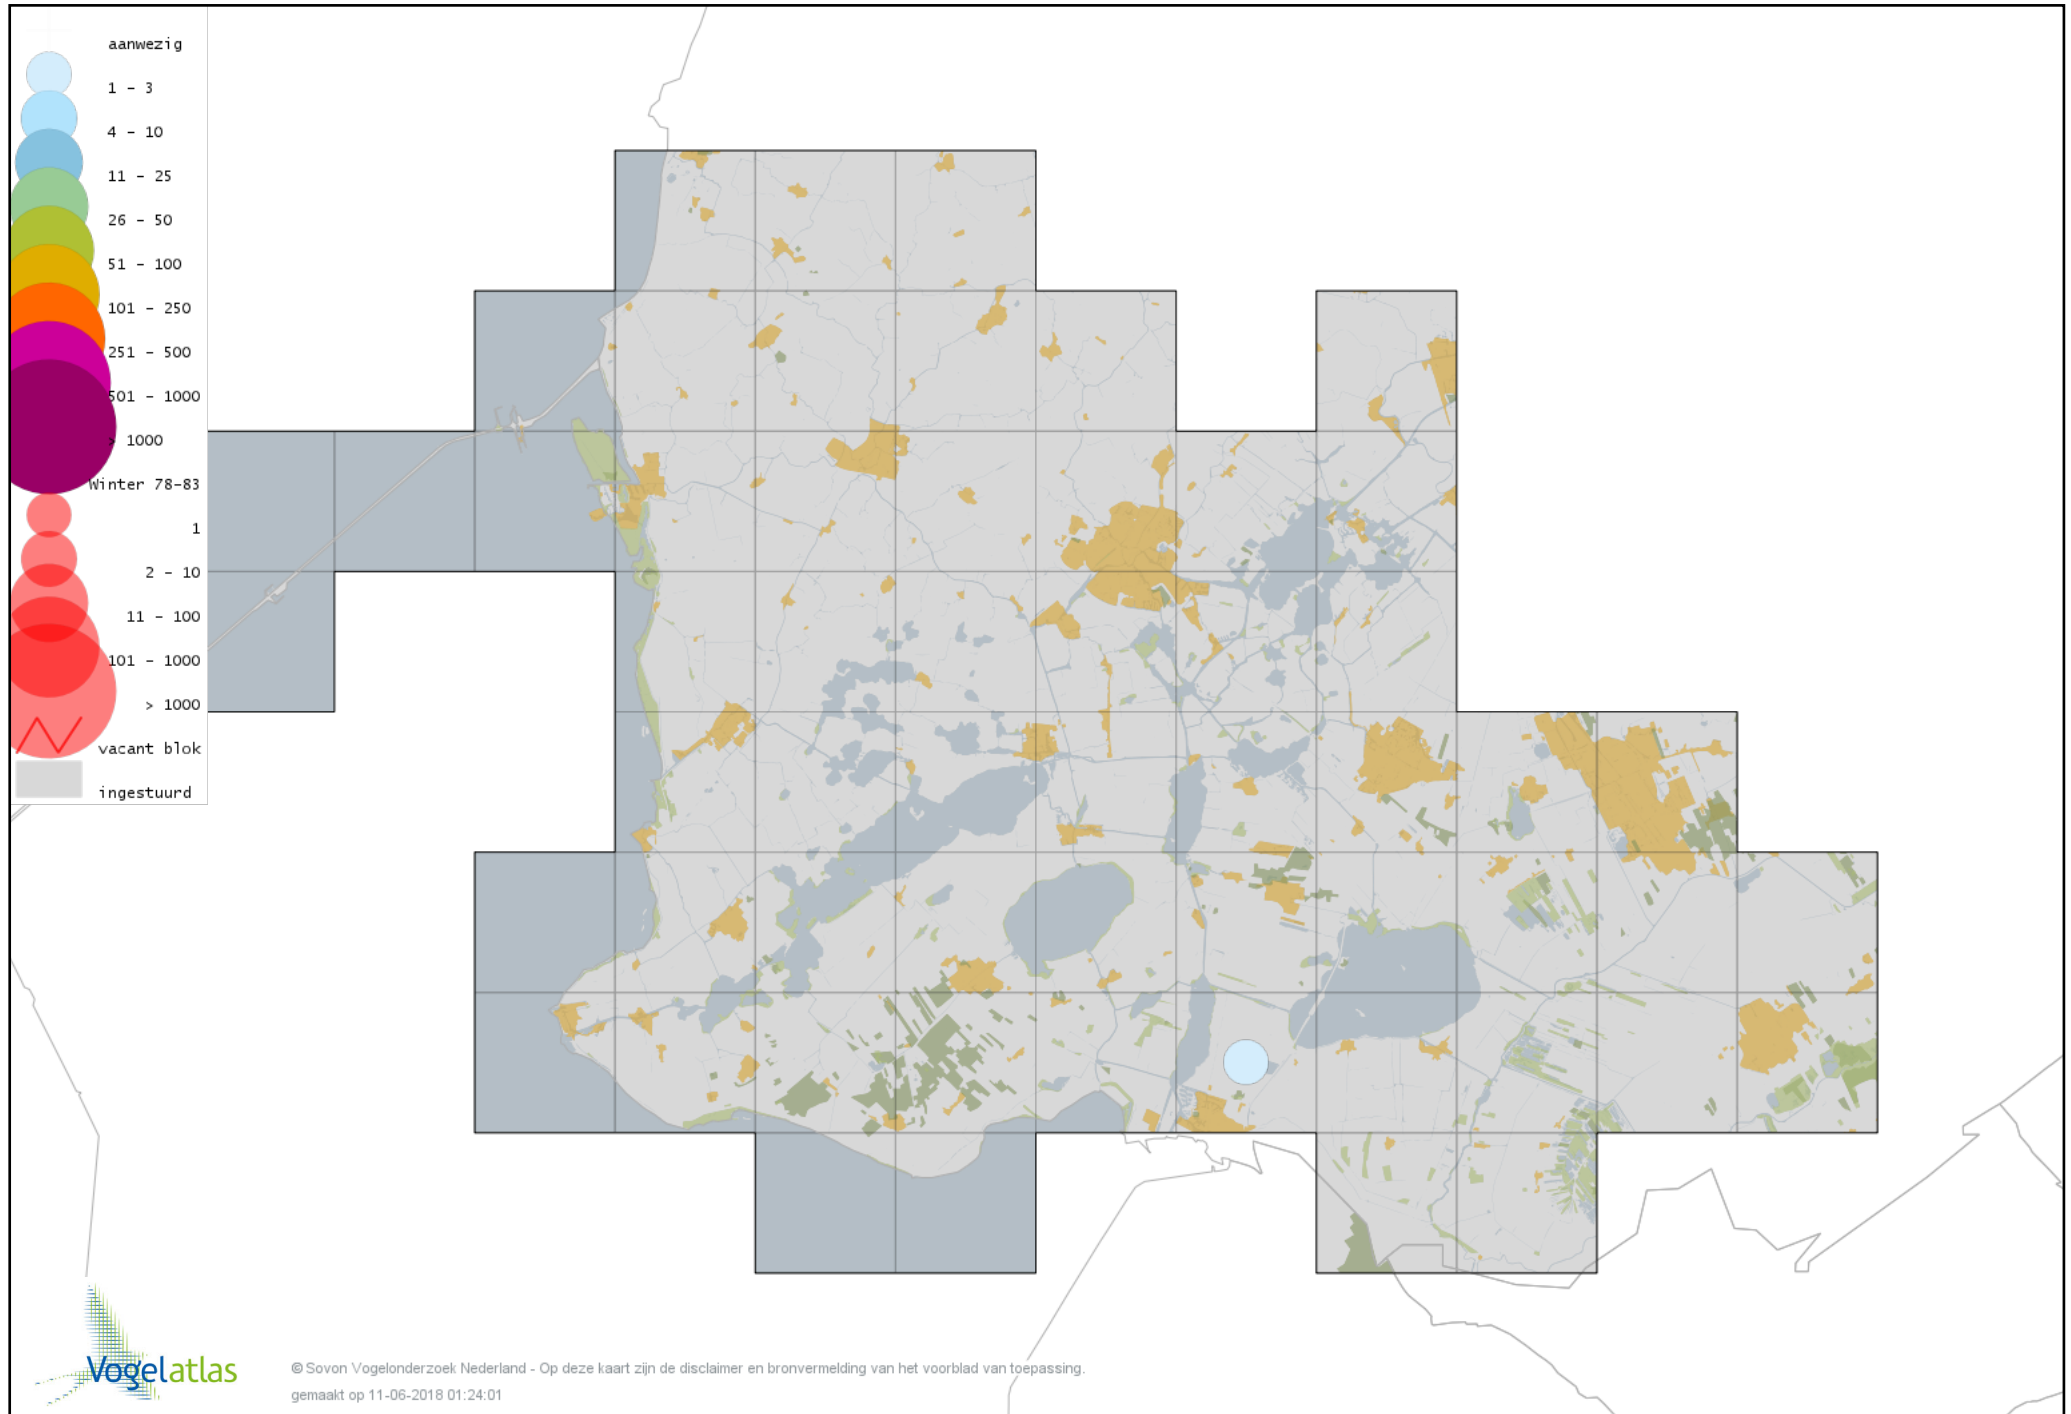 aanwezig
1 - 3
4 - 10
11 - 25
26 - 50
51 - 100
101 - 250
251 - 500
501 - 1000
> 1000
Winter 78-83
1
2 - 10
11 - 100
101 - 1000
> 1000
vacant blok
ingestuurd
Vogelatlas
© Sovon Vogelonderzoek Nederland - Op deze kaart zijn de disclaimer en bronvermelding van het voorblad van toepassing.
gemaakt op 11-06-2018 01:24:01